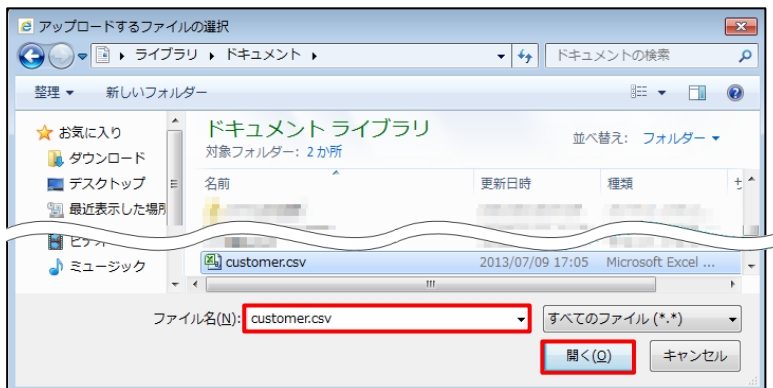 アップロードするファイルの選択
ライブラリ ▸ ドキュメント ▸
ドキュメントの検索
整理 新しいフォルダー
お気に入り
ダウンロード
デスクトップ
最近表示した場所
ミュージック
ドキュメント ライブラリ
対象フォルダー: 2 か所
並べ替え: フォルダー
名前 更新日時 種類
customer.csv 2013/07/09 17:05 Microsoft Excel ...
ファイル名(N): customer.csv
すべてのファイル (*.*)
開く(O) キャンセル